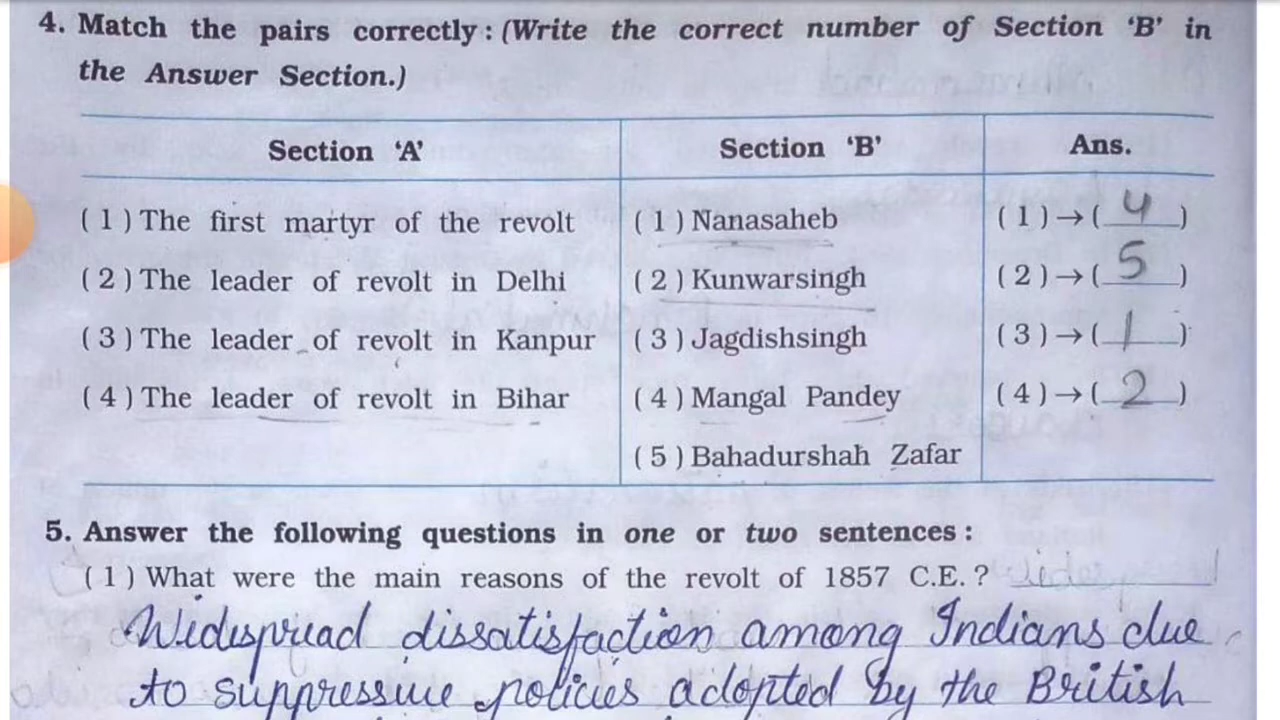 4. Match the pairs correctly : (Write the correct number of Section ‘B’ in
the Answer Section.)
Section ‘A’ Section ‘B’ Ans.
( 1 ) The first martyr of the revolt ( 1 ) Nanasaheb ( 1 ) → ( 4 )
( 2 ) The leader of revolt in Delhi ( 2 ) Kunwarsingh ( 2 ) → ( 5 )
( 3 ) The leader of revolt in Kanpur ( 3 ) Jagdishsingh ( 3 ) → ( 1 )
( 4 ) The leader of revolt in Bihar ( 4 ) Mangal Pandey ( 4 ) → ( 2 )
( 5 ) Bahadurshah Zafar
5. Answer the following questions in one or two sentences :
( 1 ) What were the main reasons of the revolt of 1857 C.E. ?
Widispread dissatisfaction among Indians due
to suppressive policies adopted by the British